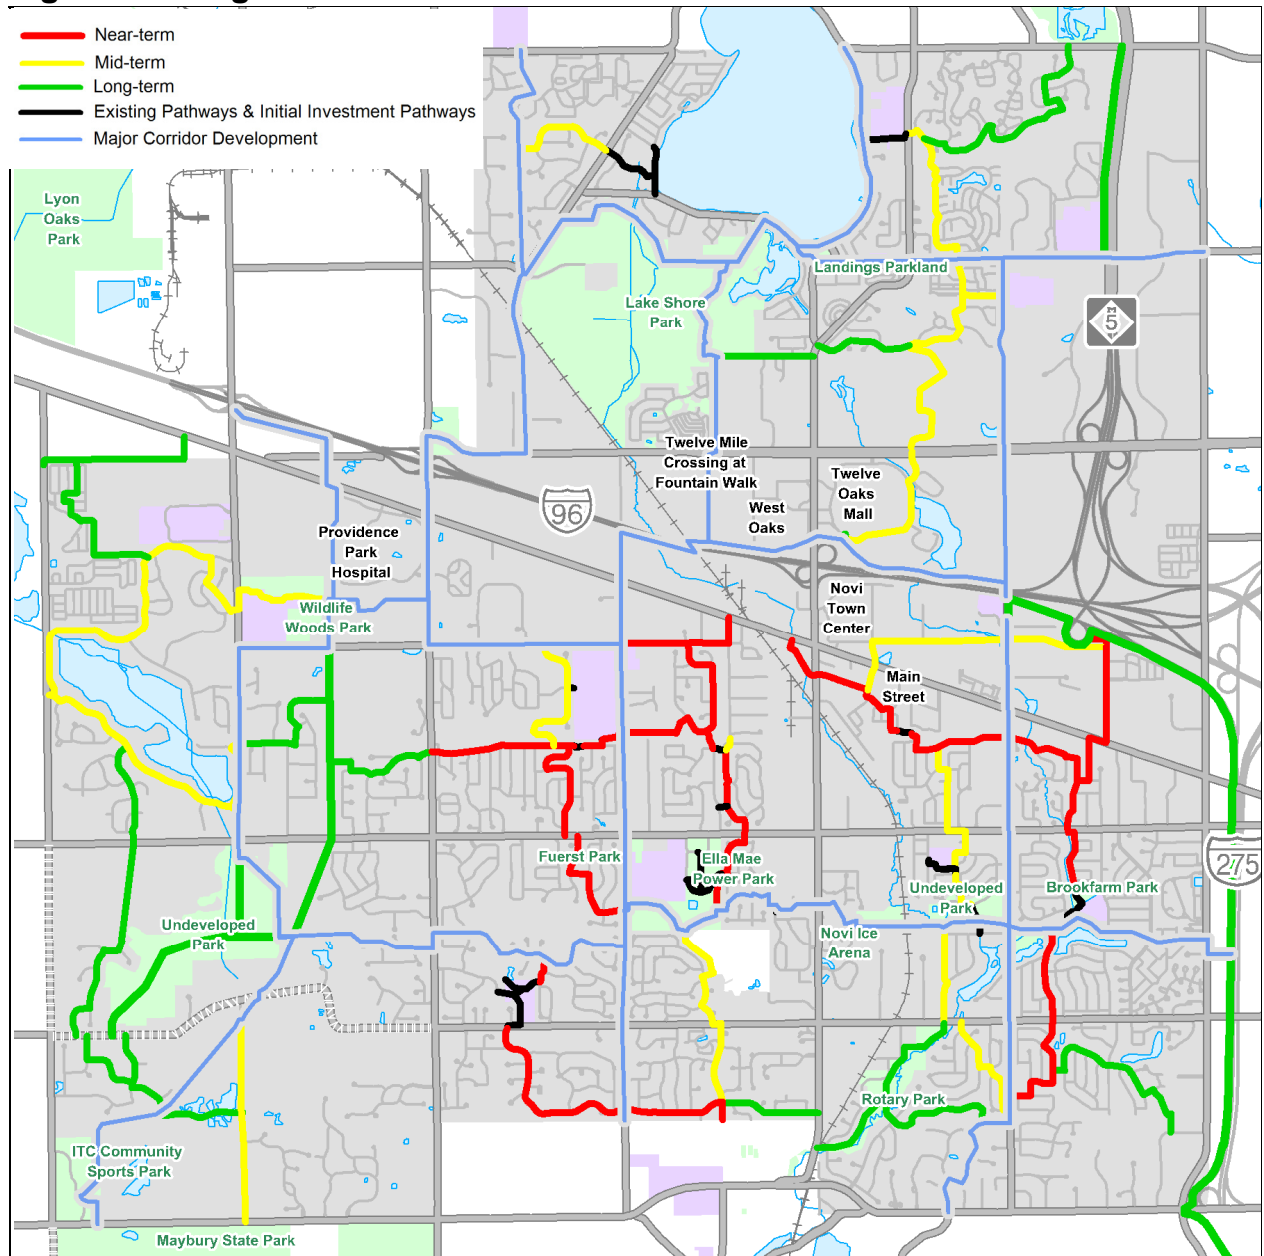 Near-term
Mid-term
Long-term
Existing Pathways & Initial Investment Pathways
Major Corridor Development
Lyon
Oaks
Park
Landings Parkland
Lake Shore
Park
M
5
Twelve Mile
Crossing at
Fountain Walk
Twelve
Oaks
Mall
West
Oaks
96
Providence
Park
Hospital
Novi
Town
Center
Wildlife
Woods Park
Main
Street
Fuerst Park
Ella Mae
Power Park
275
Undeveloped
Park
Brookfarm Park
Undeveloped
Park
Novi Ice
Arena
Rotary Park
ITC Community
Sports Park
Maybury State Park